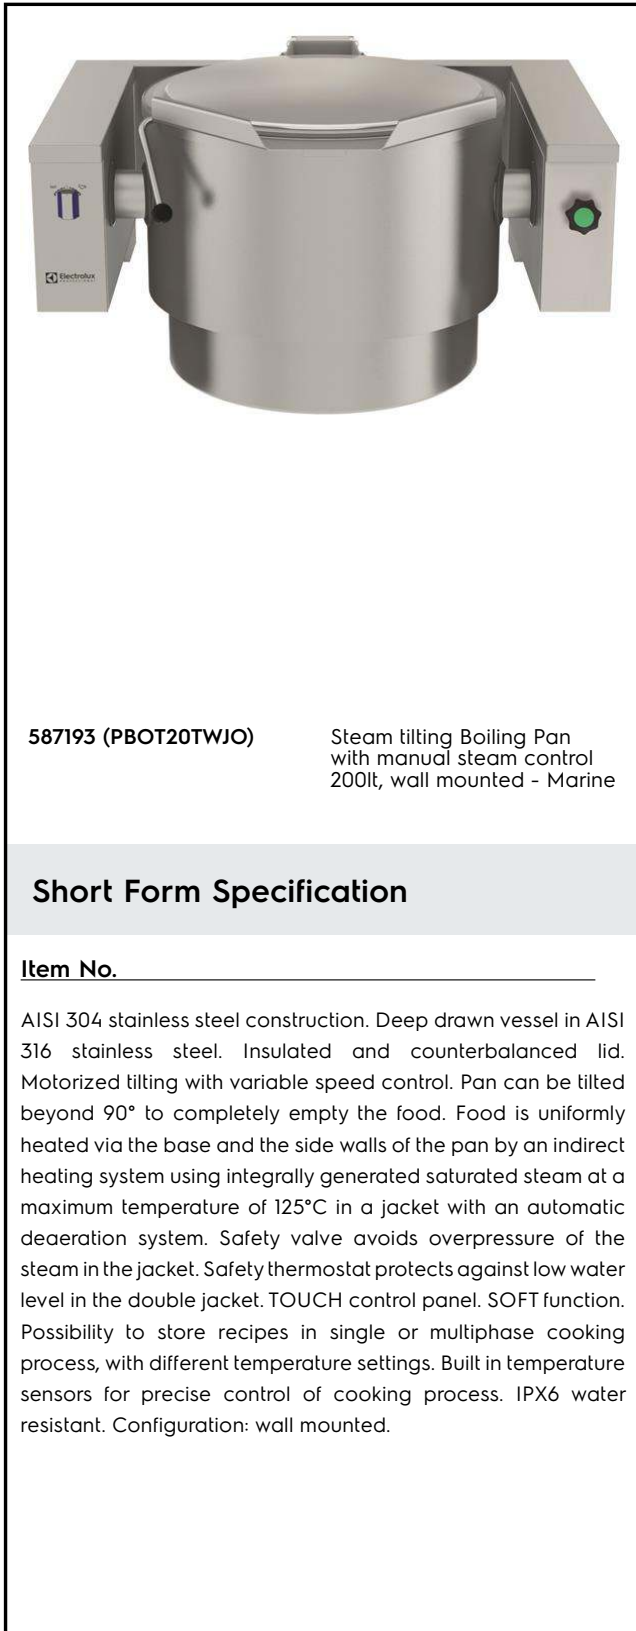 Electrolux
PROFESSIONAL
587193 (PBOT20TWJO)
Steam tilting Boiling Pan
with manual steam control
200lt, wall mounted - Marine
Short Form Specification
Item No.
AISI 304 stainless steel construction. Deep drawn vessel in AISI
316 stainless steel. Insulated and counterbalanced lid.
Motorized tilting with variable speed control. Pan can be tilted
beyond 90° to completely empty the food. Food is uniformly
heated via the base and the side walls of the pan by an indirect
heating system using integrally generated saturated steam at a
maximum temperature of 125°C in a jacket with an automatic
deaeration system. Safety valve avoids overpressure of the
steam in the jacket. Safety thermostat protects against low water
level in the double jacket. TOUCH control panel. SOFT function.
Possibility to store recipes in single or multiphase cooking
process, with different temperature settings. Built in temperature
sensors for precise control of cooking process. IPX6 water
resistant. Configuration: wall mounted.